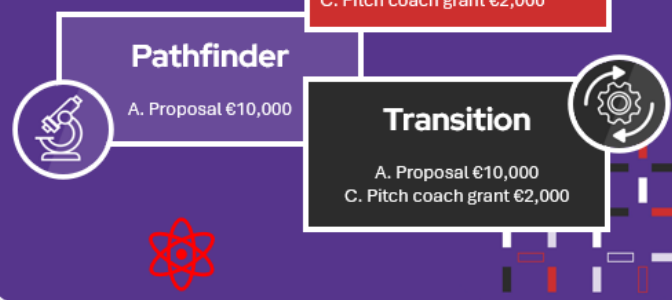 C. Pitch coach grant €2,000
Pathfinder
A. Proposal €10,000
Transition
A. Proposal €10,000
C. Pitch coach grant €2,000